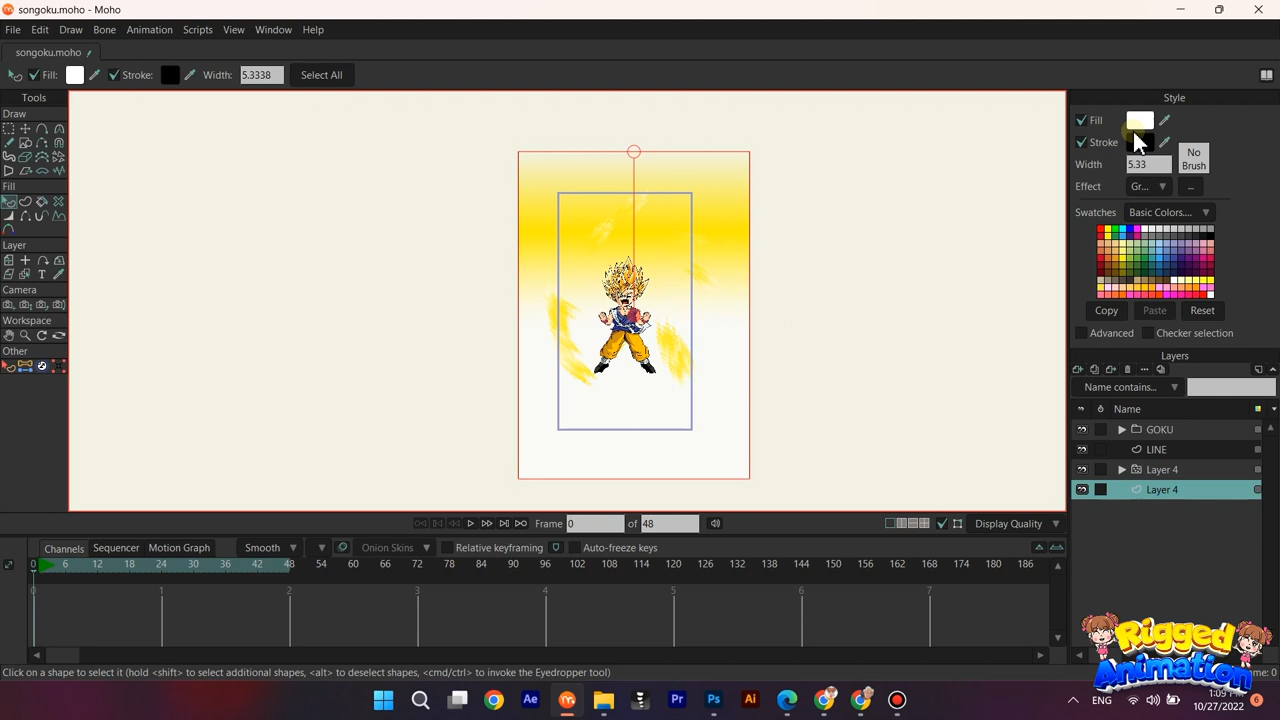 songoku.moho - Moho
File Edit Draw Bone Animation Scripts View Window Help
songoku.moho
Fill: Stroke: Width: 5.3338 Select All
Tools
Draw
Fill
Layer
Camera
Workspace
Other
Style
Fill
Stroke
Width 5.33 No Brush
Effect Gr... ...
Swatches Basic Colors....
Copy Paste Reset
Advanced Checker selection
Layers
Name contains...
Name
GOKU
LINE
Layer 4
Layer 4
Frame 0 of 48 Display Quality
Channels Sequencer Motion Graph Smooth Onion Skins Relative keyframing Auto-freeze keys
0 6 12 18 24 30 36 42 48 54 60 66 72 78 84 90 96 102 108 114 120 126 132 138 144 150 156 162 168 174 180 186
0 1 2 3 4 5 6 7
Click on a shape to select it (hold <shift> to select additional shapes, <alt> to deselect shapes, <cmd/ctrl> to invoke the Eyedropper tool)
Rigged
Animation
ENG
1:09 PM
10/27/2022